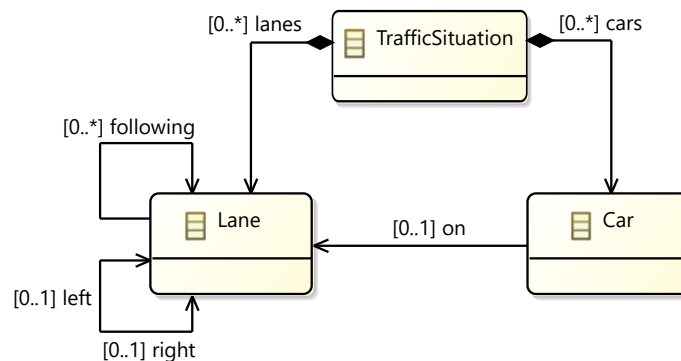 [0..*] lanes
TrafficSituation
[0..*] cars
[0..*] following
Lane
[0..1] on
Car
[0..1] left
[0..1] right